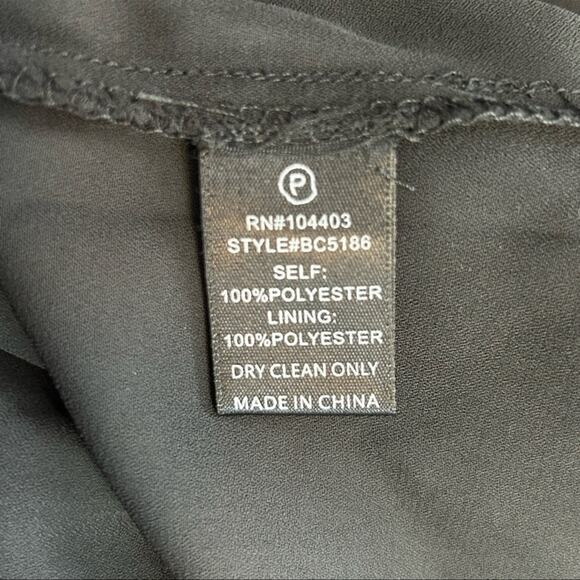 P
RN#104403
STYLE#BC5186
SELF:
100%POLYESTER
LINING:
100%POLYESTER
DRY CLEAN ONLY
MADE IN CHINA